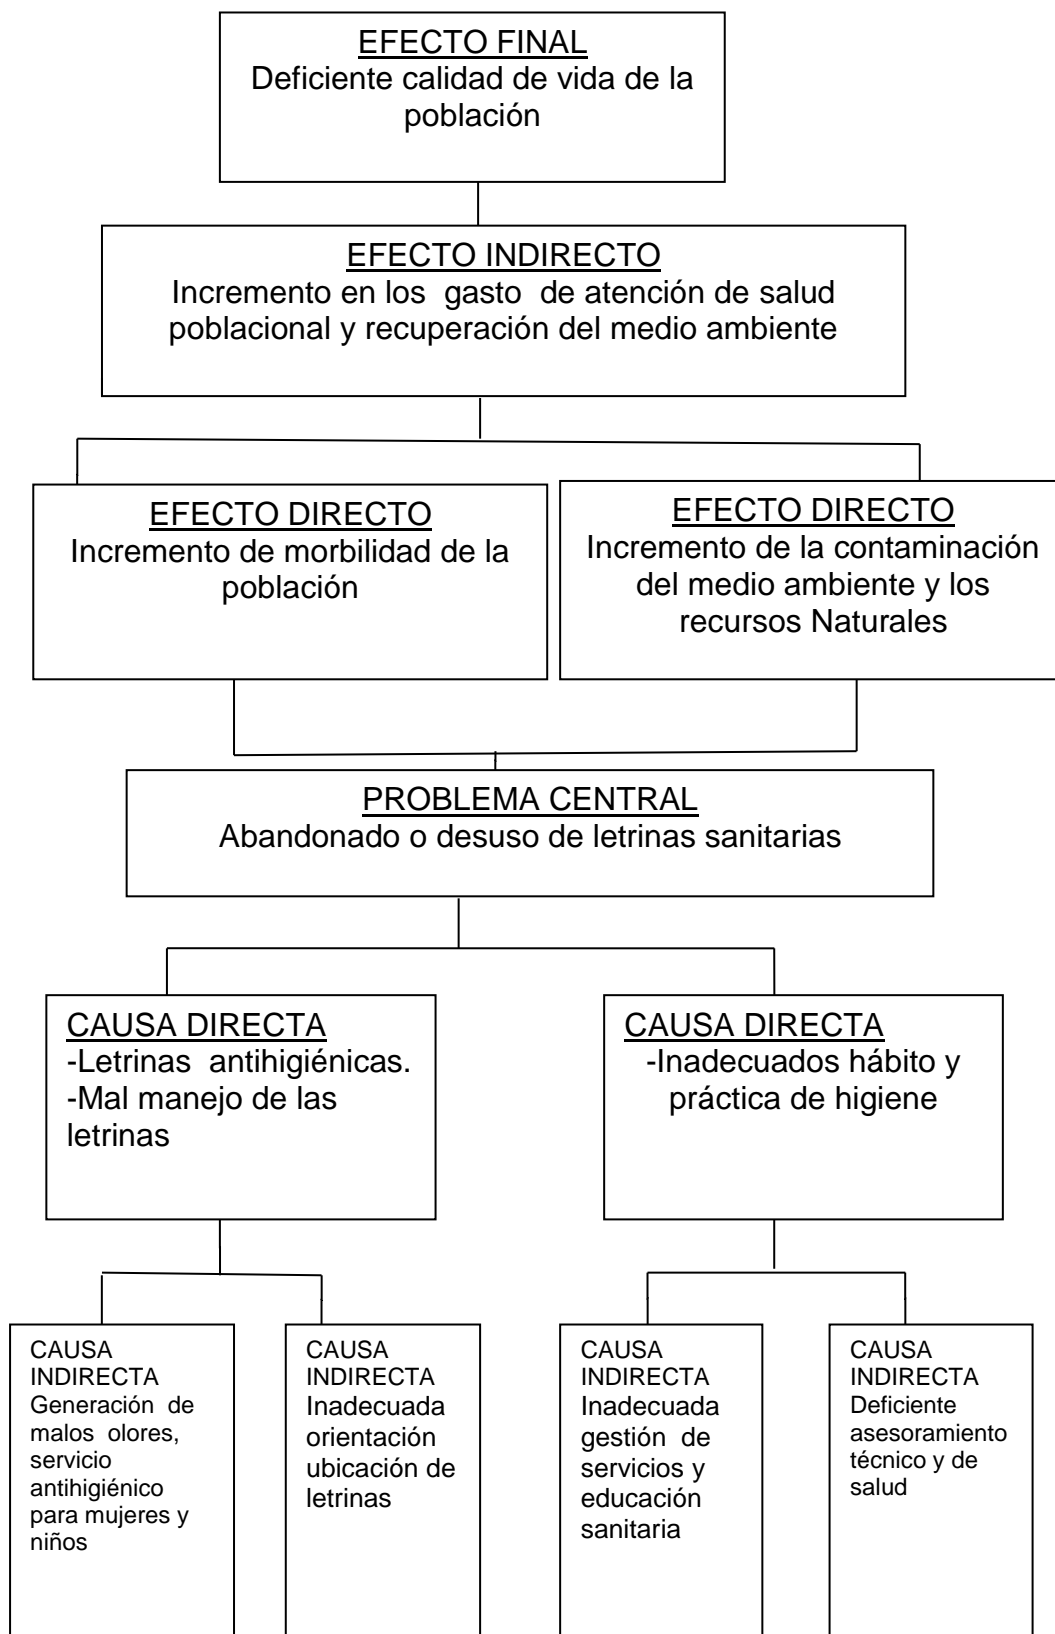 EFECTO FINAL
Deficiente calidad de vida de la
población
EFECTO INDIRECTO
Incremento en los gasto de atención de salud
poblacional y recuperación del medio ambiente
EFECTO DIRECTO
Incremento de morbilidad de la
población
EFECTO DIRECTO
Incremento de la contaminación
del medio ambiente y los
recursos Naturales
PROBLEMA CENTRAL
Abandonado o desuso de letrinas sanitarias
CAUSA DIRECTA
-Letrinas antihigiénicas.
-Mal manejo de las
letrinas
CAUSA DIRECTA
-Inadecuados hábito y
práctica de higiene
CAUSA
INDIRECTA
Generación de
malos olores,
servicio
antihigiénico
para mujeres y
niños
CAUSA
INDIRECTA
Inadecuada
orientación
ubicación de
letrinas
CAUSA
INDIRECTA
Inadecuada
gestión de
servicios y
educación
sanitaria
CAUSA
INDIRECTA
Deficiente
asesoramiento
técnico y de
salud